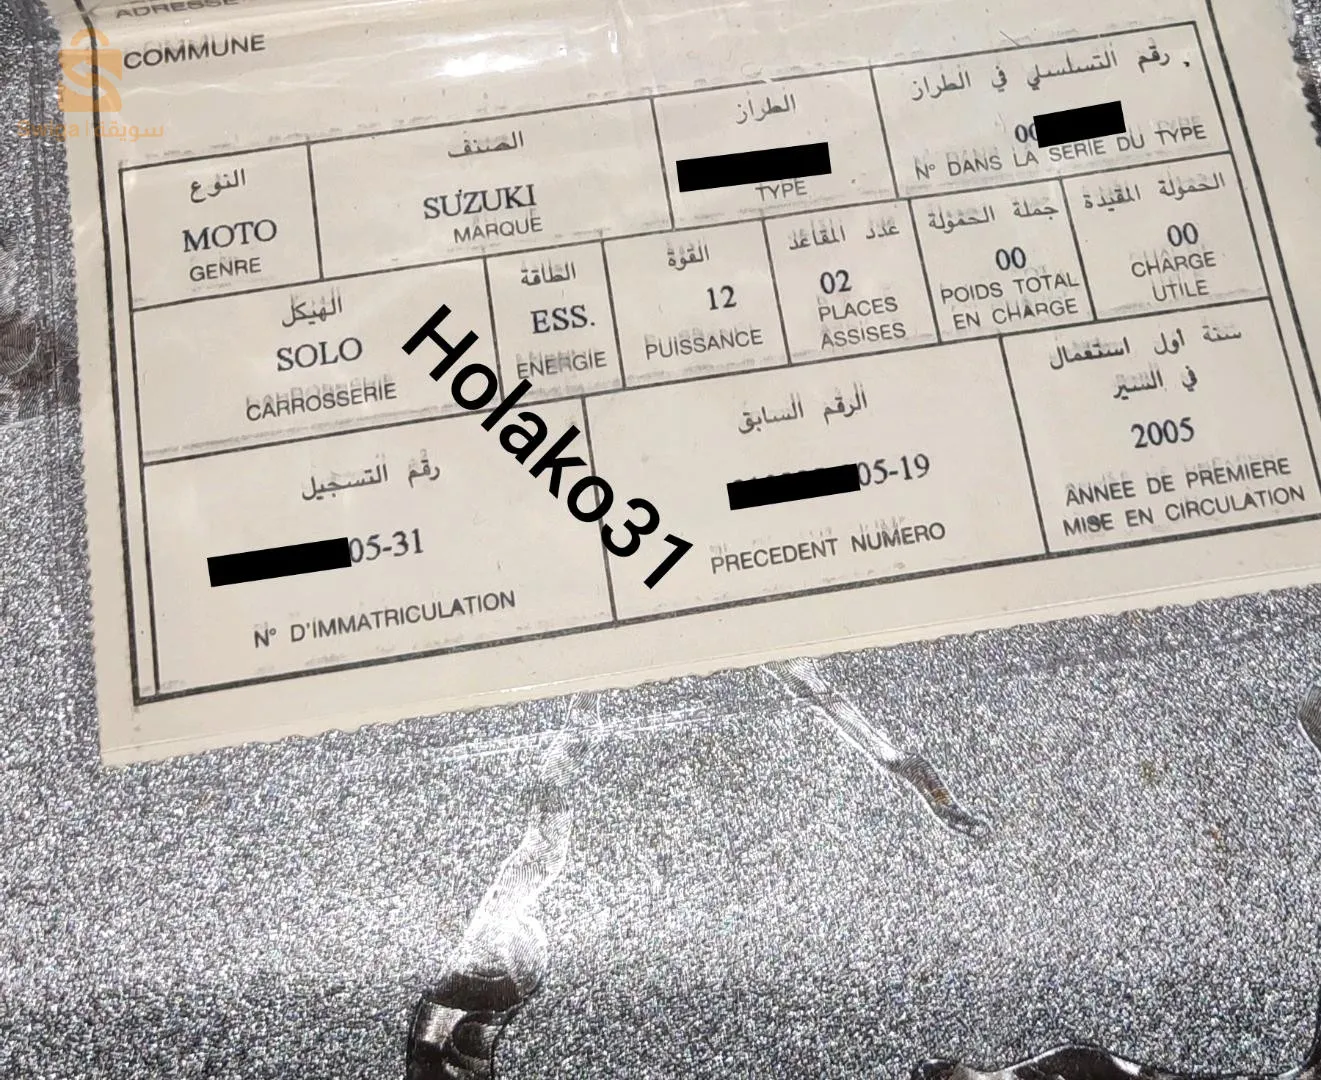 ADRESSE
COMMUNE
سويقة
النوع
MOTO
GENRE
الصنف
SUZUKI
MARQUE
الطراز
TYPE
رقم التسلسلي في الطراز
00
N° DANS LA SERIE DU TYPE
الهيكل
SOLO
CARROSSERIE
الطاقة
ESS.
ENERGIE
القوة
12
PUISSANCE
عدد المقاعد
02
PLACES
ASSISES
جملة الحمولة
00
POIDS TOTAL
EN CHARGE
الحمولة المقيدة
00
CHARGE
UTILE
رقم التسجيل
05-31
N° D'IMMATRICULATION
الرقم السابق
05-19
PRECEDENT NUMERO
سنة اول استعمال
في السير
2005
ANNEE DE PREMIERE
MISE EN CIRCULATION
Holako31